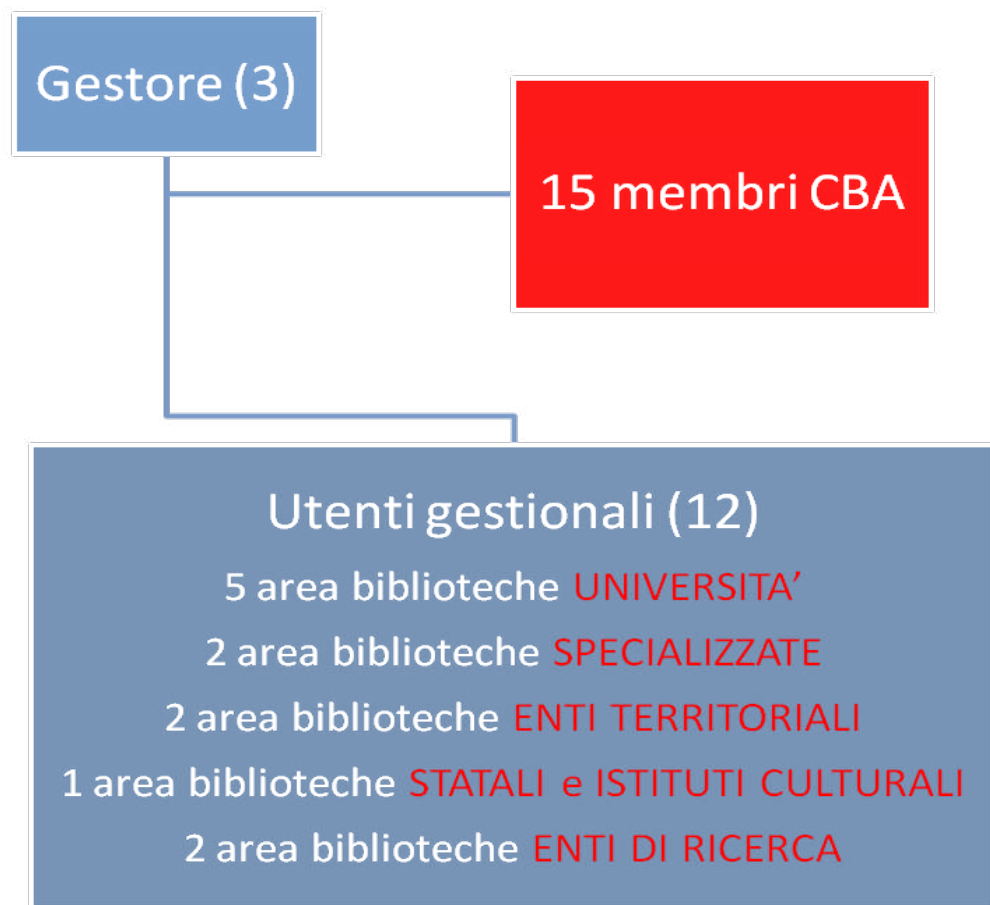 Gestore (3)
15 membri CBA
Utenti gestionali (12)
5 area biblioteche UNIVERSITA’
2 area biblioteche SPECIALIZZATE
2 area biblioteche ENTI TERRITORIALI
1 area biblioteche STATALI e ISTITUTI CULTURALI
2 area biblioteche ENTI DI RICERCA